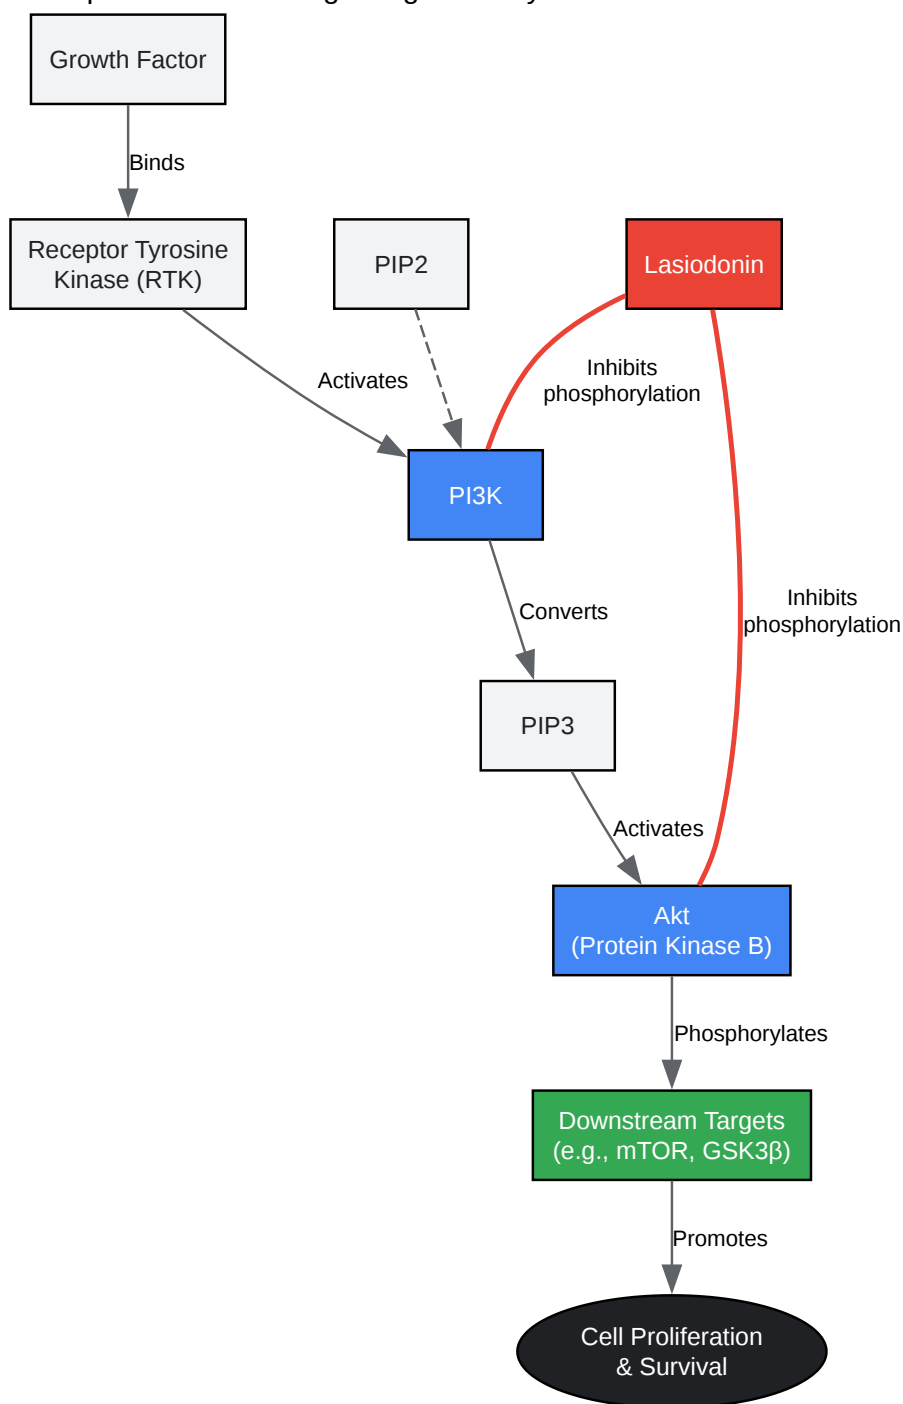 Growth Factor
Binds
Receptor Tyrosine
Kinase (RTK)
PIP2
Lasiodonin
Activates
Inhibits
phosphorylation
PI3K
Converts
Inhibits
phosphorylation
PIP3
Activates
Akt
(Protein Kinase B)
Phosphorylates
Downstream Targets
(e.g., mTOR, GSK3β)
Promotes
Cell Proliferation
& Survival